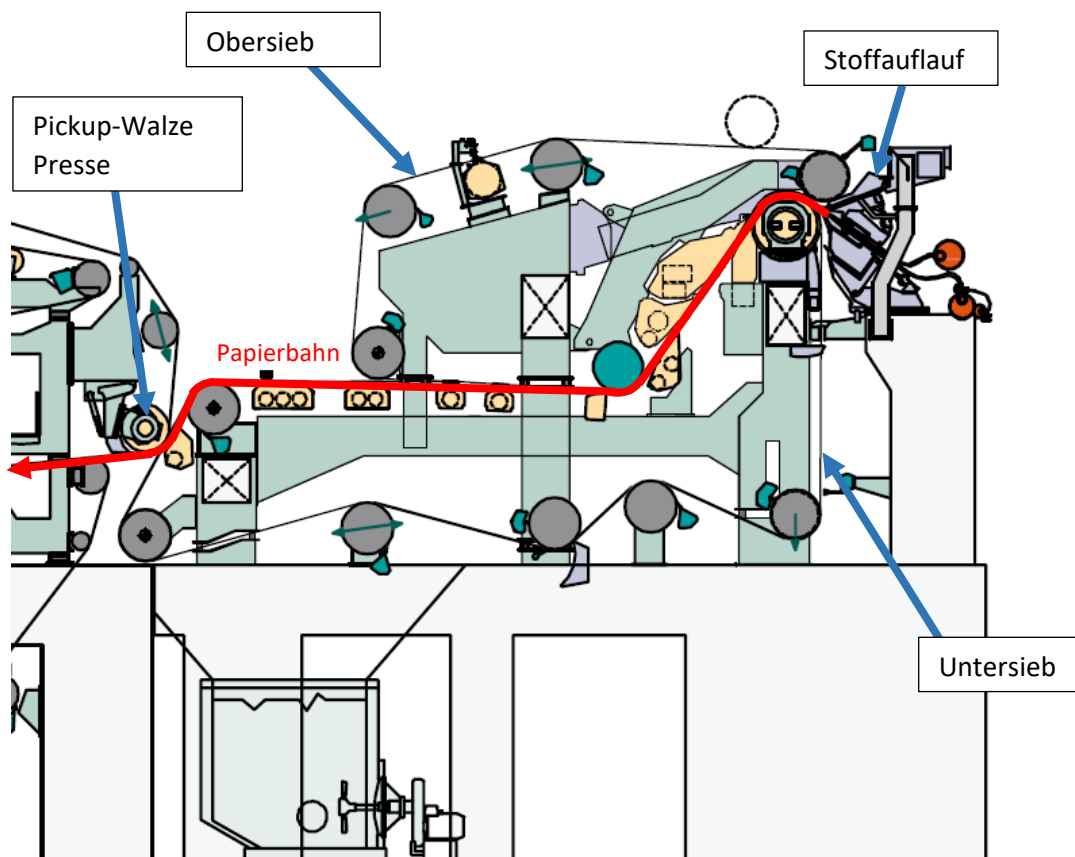 Obersieb
Stoffauflauf
Pickup-Walze
Presse
Papierbahn
Untersieb